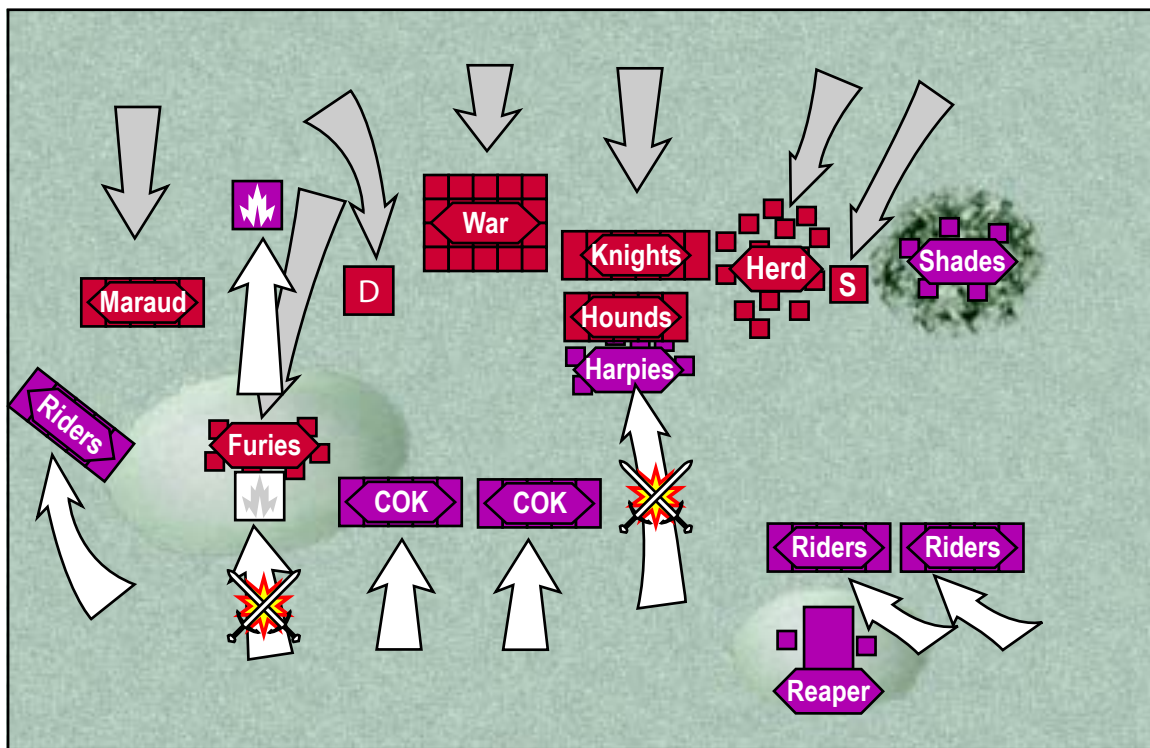 War
Knights
Herd
Shades
S
D
Maraud
Hounds
Harpies
Riders
Furies
COK
COK
Riders
Riders
Reaper